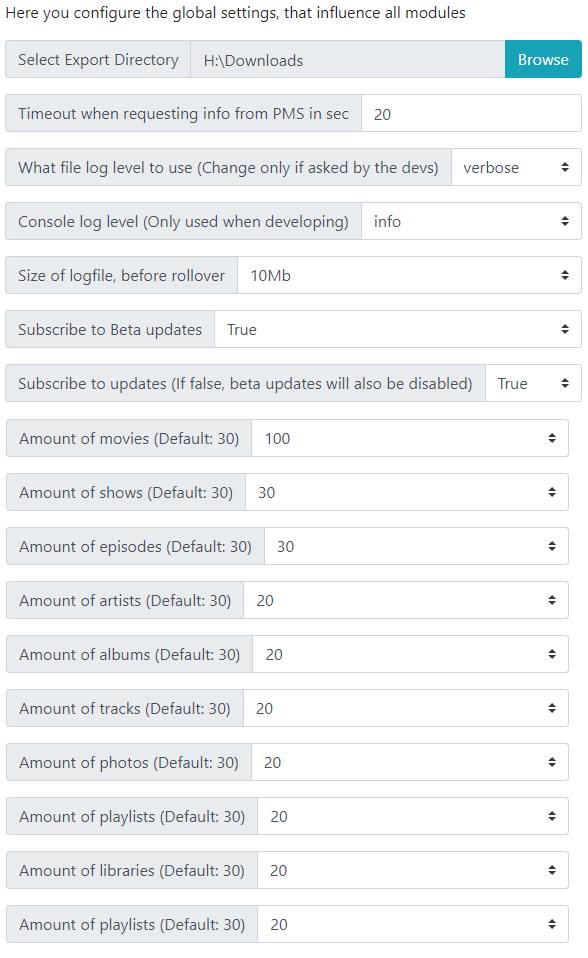 Here you configure the global settings, that influence all modules
Select Export Directory H:\Downloads Browse
Timeout when requesting info from PMS in sec 20
What file log level to use (Change only if asked by the devs) verbose
Console log level (Only used when developing) info
Size of logfile, before rollover 10Mb
Subscribe to Beta updates True
Subscribe to updates (If false, beta updates will also be disabled) True
Amount of movies (Default: 30) 100
Amount of shows (Default: 30) 30
Amount of episodes (Default: 30) 30
Amount of artists (Default: 30) 20
Amount of albums (Default: 30) 20
Amount of tracks (Default: 30) 20
Amount of photos (Default: 30) 20
Amount of playlists (Default: 30) 20
Amount of libraries (Default: 30) 20
Amount of playlists (Default: 30) 20